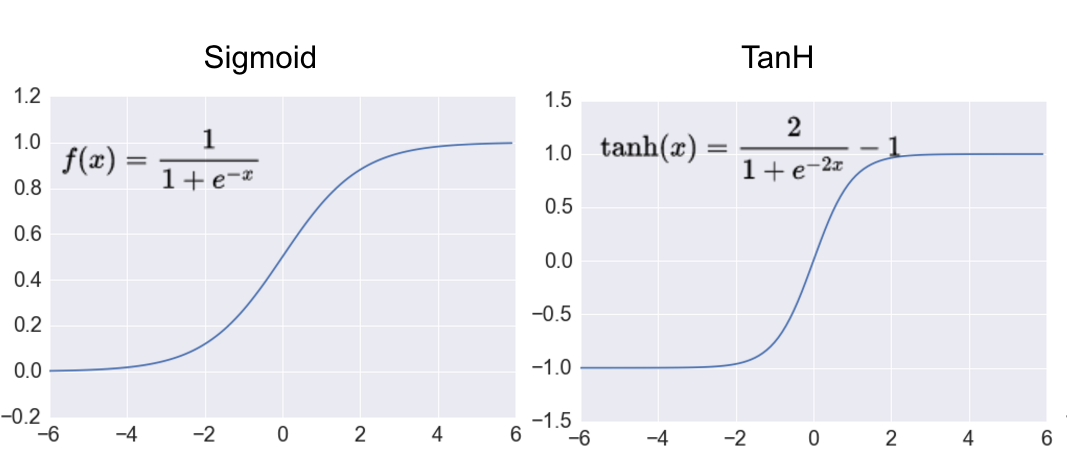 Sigmoid
1.2
1.0
0.8
0.6
0.4
0.2
0.0
−0.2
−6 −4 −2 0 2 4 6
f(x) = 1 / (1 + e^{−x})
TanH
1.5
1.0
0.5
0.0
−0.5
−1.0
−1.5
−6 −4 −2 0 2 4 6
tanh(x) = 2 / (1 + e^{−2x}) − 1